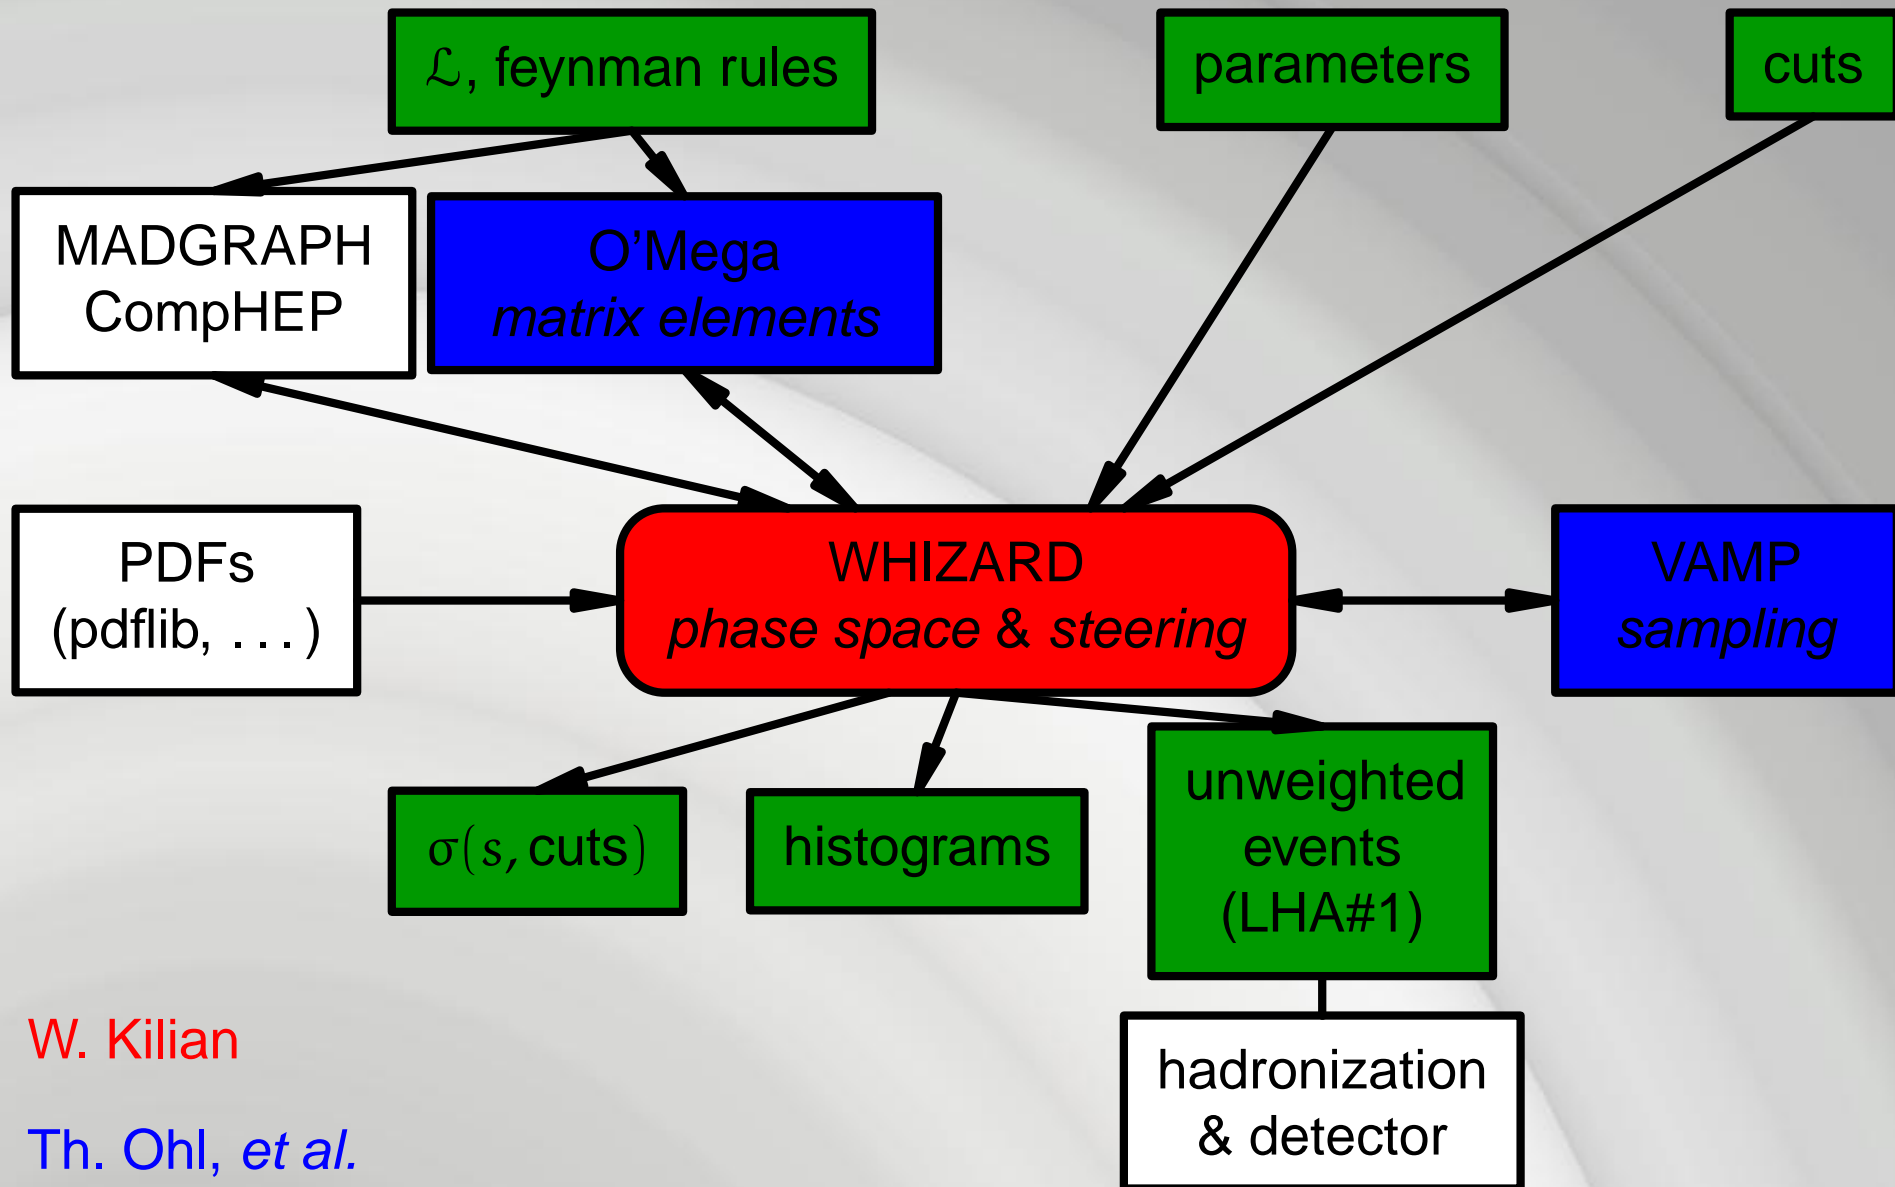 ℒ, feynman rules
parameters
cuts
MADGRAPH
CompHEP
O’Mega
matrix elements
PDFs
(pdflib, . . . )
WHIZARD
phase space & steering
VAMP
sampling
σ(s, cuts)
histograms
unweighted
events
(LHA#1)
hadronization
& detector
W. Kilian
Th. Ohl, et al.